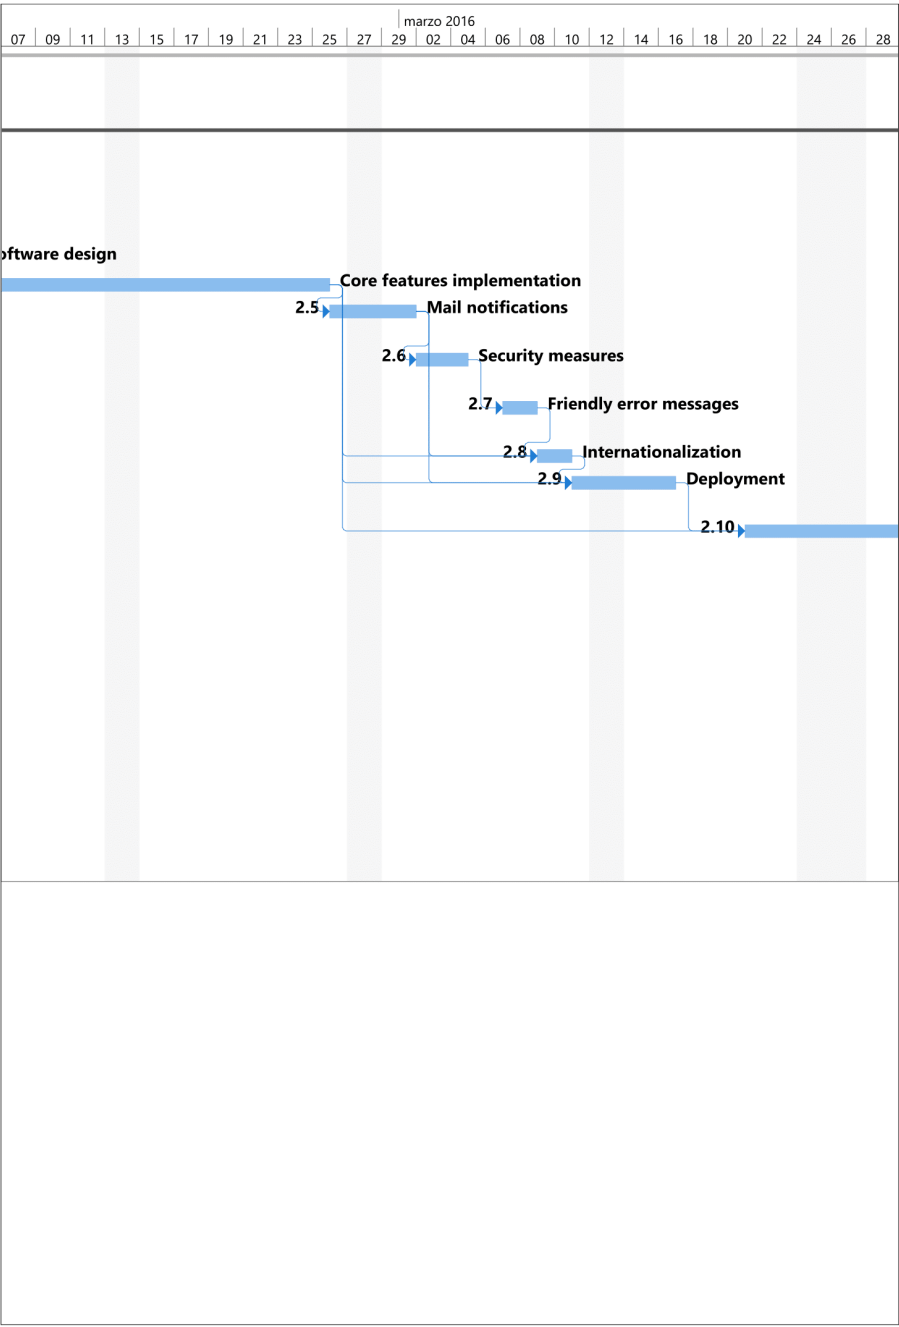 marzo 2016
07 09 11 13 15 17 19 21 23 25 27 29 02 04 06 08 10 12 14 16 18 20 22 24 26 28
oftware design
Core features implementation
2.5 Mail notifications
2.6 Security measures
2.7 Friendly error messages
2.8 Internationalization
2.9 Deployment
2.10